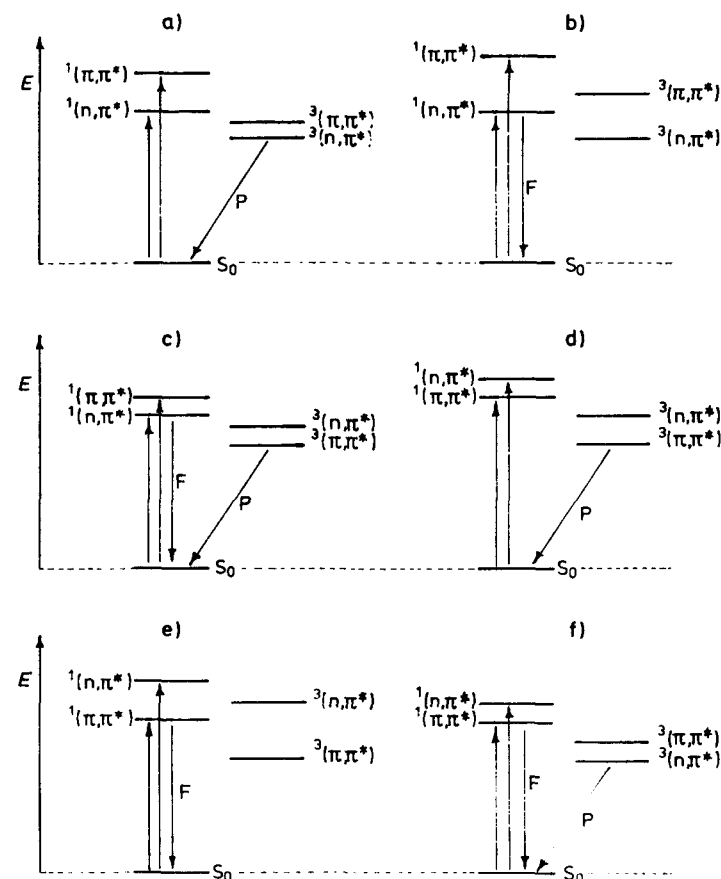 a) b)
E
¹(π,π*) ¹(π,π*)
³(π,π*)
¹(n,π*) ³(π,π*) ¹(n,π*)
³(n,π*) ³(n,π*)
P F
S₀ S₀
c) d)
E
¹(n,π*)
¹(π,π*) ¹(π,π*)
¹(n,π*) ³(n,π*) ³(n,π*)
³(π,π*) ³(π,π*)
F P P
S₀ S₀
e) f)
E
¹(n,π*) ³(n,π*) ¹(n,π*)
¹(π,π*) ¹(π,π*)
³(π,π*)
³(π,π*) ³(n,π*)
F F P
S₀ S₀